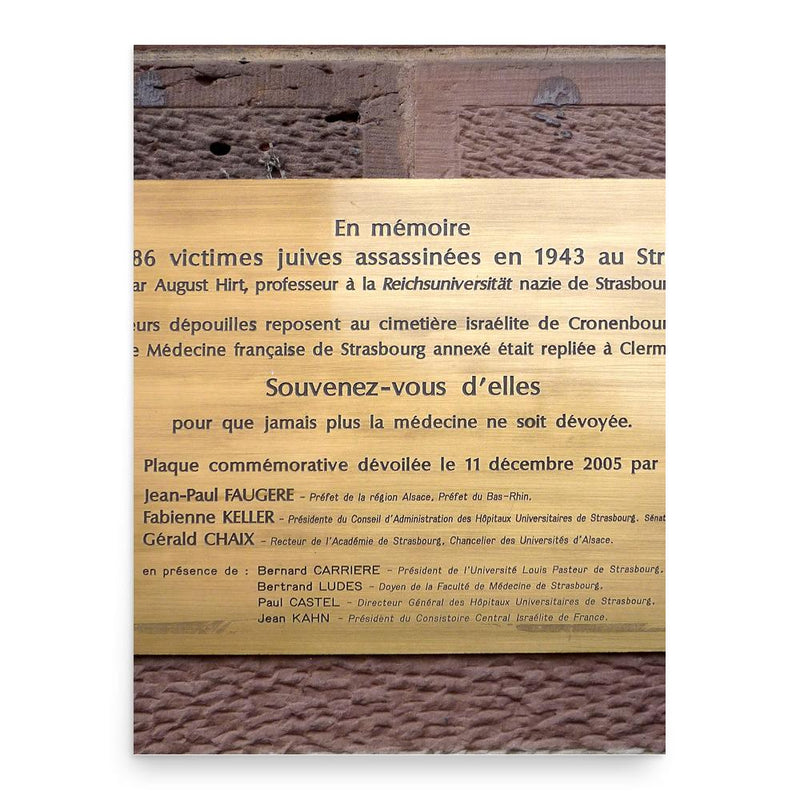 En mémoire
86 victimes juives assassinées en 1943 au Str
ar August Hirt, professeur à la Reichsuniversität nazie de Strasbour
eurs dépouilles reposent au cimetière israélite de Cronenbour
e Médecine française de Strasbourg annexé était repliée à Clerm
Souvenez-vous d'elles
pour que jamais plus la médecine ne soit dévoyée.
Plaque commémorative dévoilée le 11 décembre 2005 par
Jean-Paul FAUGERE - Préfet de la région Alsace, Préfet du Bas-Rhin.
Fabienne KELLER - Présidente du Conseil d'Administration des Hôpitaux Universitaires de Strasbourg. Sénat
Gérald CHAIX - Recteur de l'Académie de Strasbourg, Chancelier des Universités d'Alsace.
en présence de : Bernard CARRIERE - Président de l'Université Louis Pasteur de Strasbourg.
Bertrand LUDES - Doyen de la Faculté de Médecine de Strasbourg.
Paul CASTEL - Directeur Général des Hôpitaux Universitaires de Strasbourg.
Jean KAHN - Président du Consistoire Central Israélite de France.